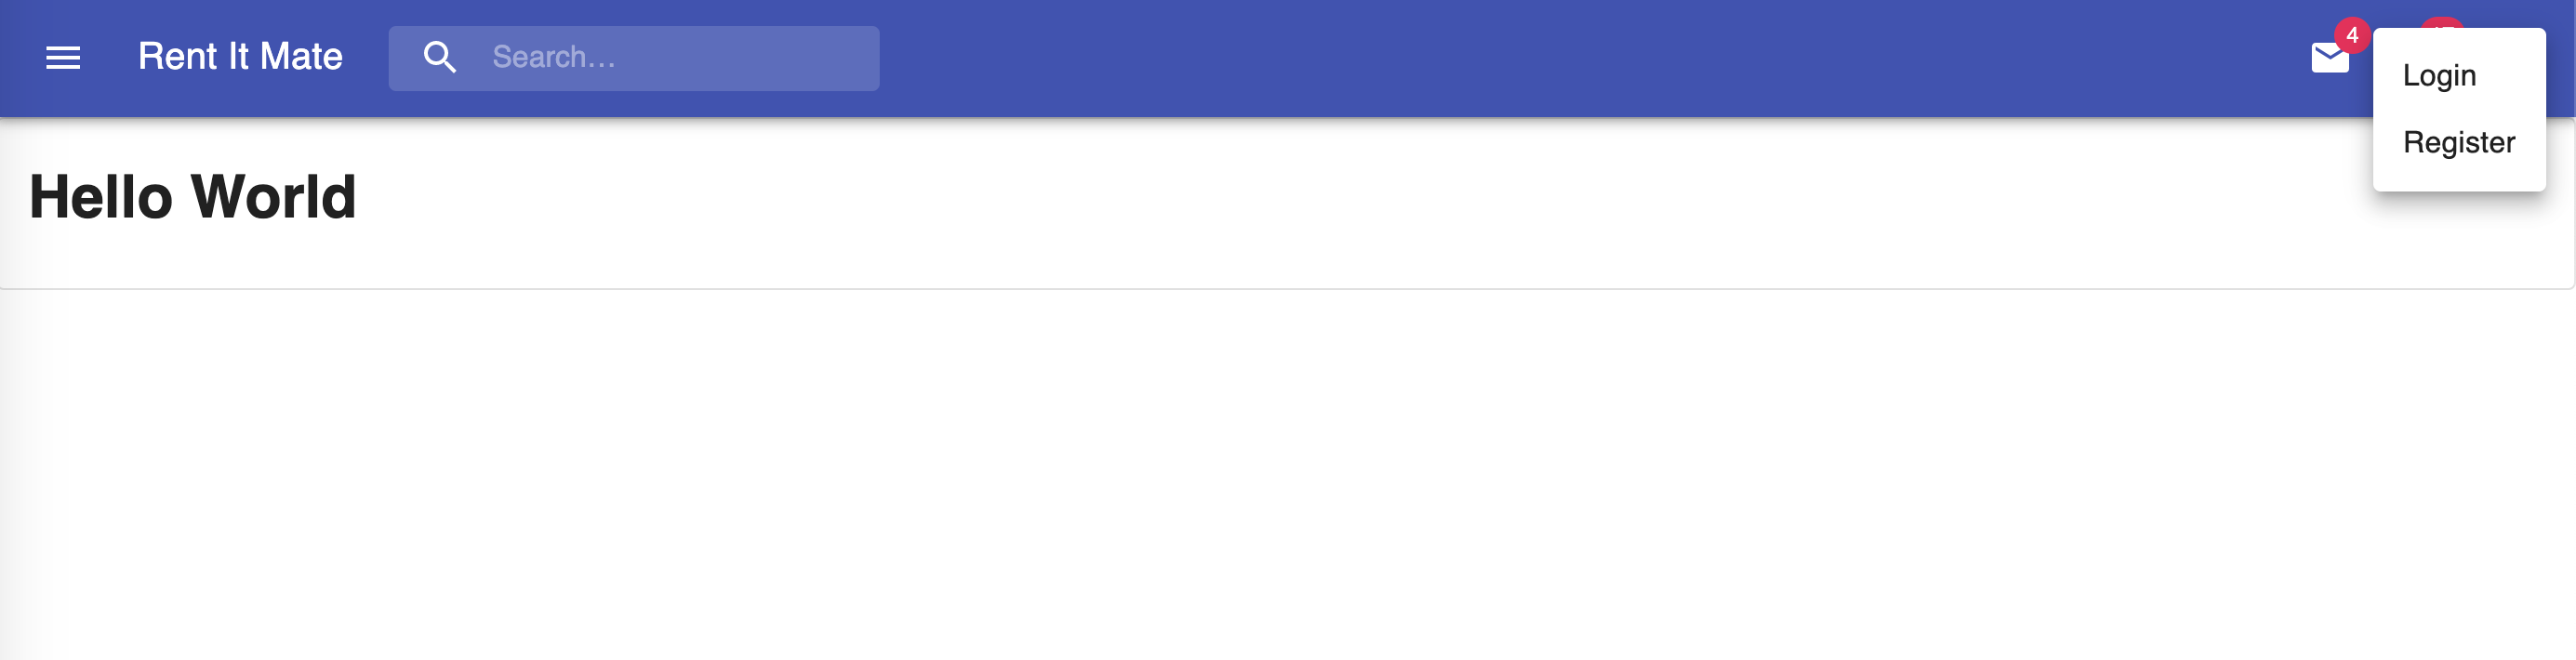 Rent It Mate
Search...
4
Login
Register
Hello World